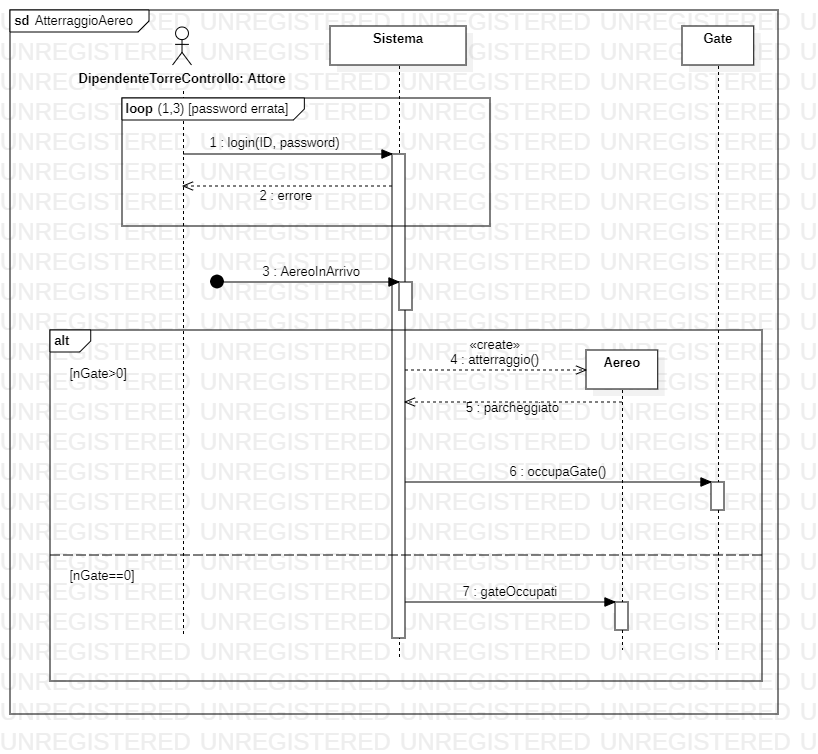 sd AtterraggioAereo
Sistema
Gate
DipendenteTorreControllo: Attore
loop (1,3) [password errata]
1 : login(ID, password)
2 : errore
3 : AereoInArrivo
alt
«create»
4 : atterraggio()
Aereo
[nGate>0]
5 : parcheggiato
6 : occupaGate()
[nGate==0]
7 : gateOccupati
UNREGISTERED UNREGISTERED UNREGISTERED UNREGISTERED U